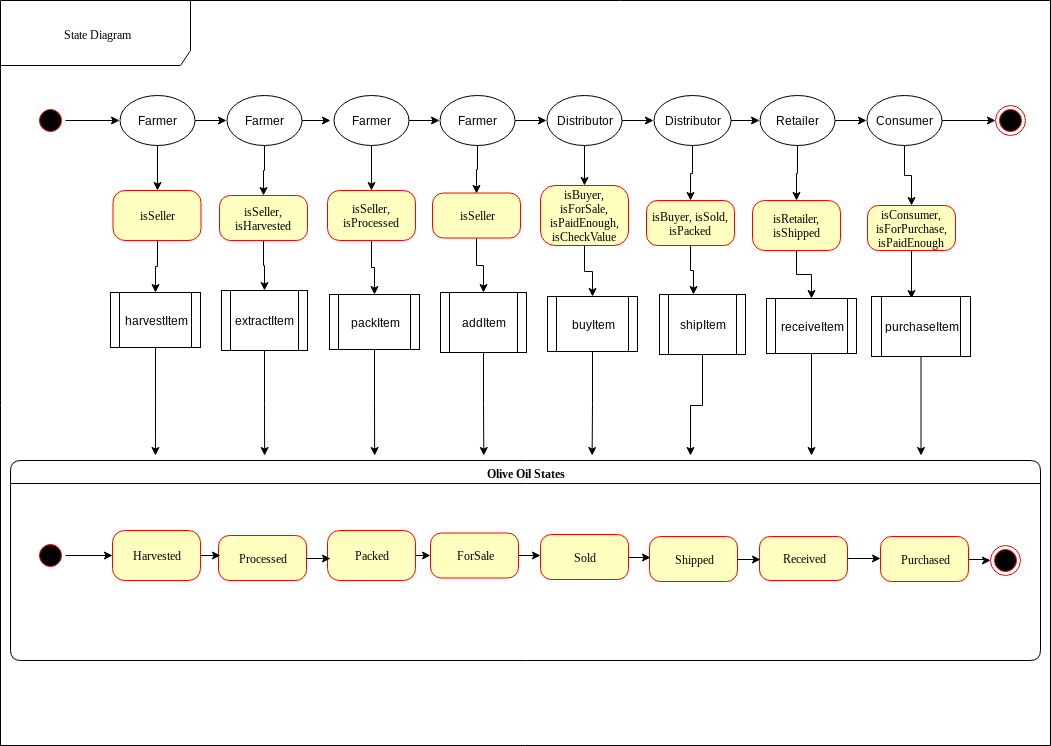 State Diagram
Farmer
Farmer
Farmer
Farmer
Distributor
Distributor
Retailer
Consumer
isSeller
isSeller,
isHarvested
isSeller,
isProcessed
isSeller
isBuyer,
isForSale,
isPaidEnough,
isCheckValue
isBuyer, isSold,
isPacked
isRetailer,
isShipped
isConsumer,
isForPurchase,
isPaidEnough
harvestItem
extractItem
packItem
addItem
buyItem
shipItem
receiveItem
purchaseItem
Olive Oil States
Harvested
Processed
Packed
ForSale
Sold
Shipped
Received
Purchased